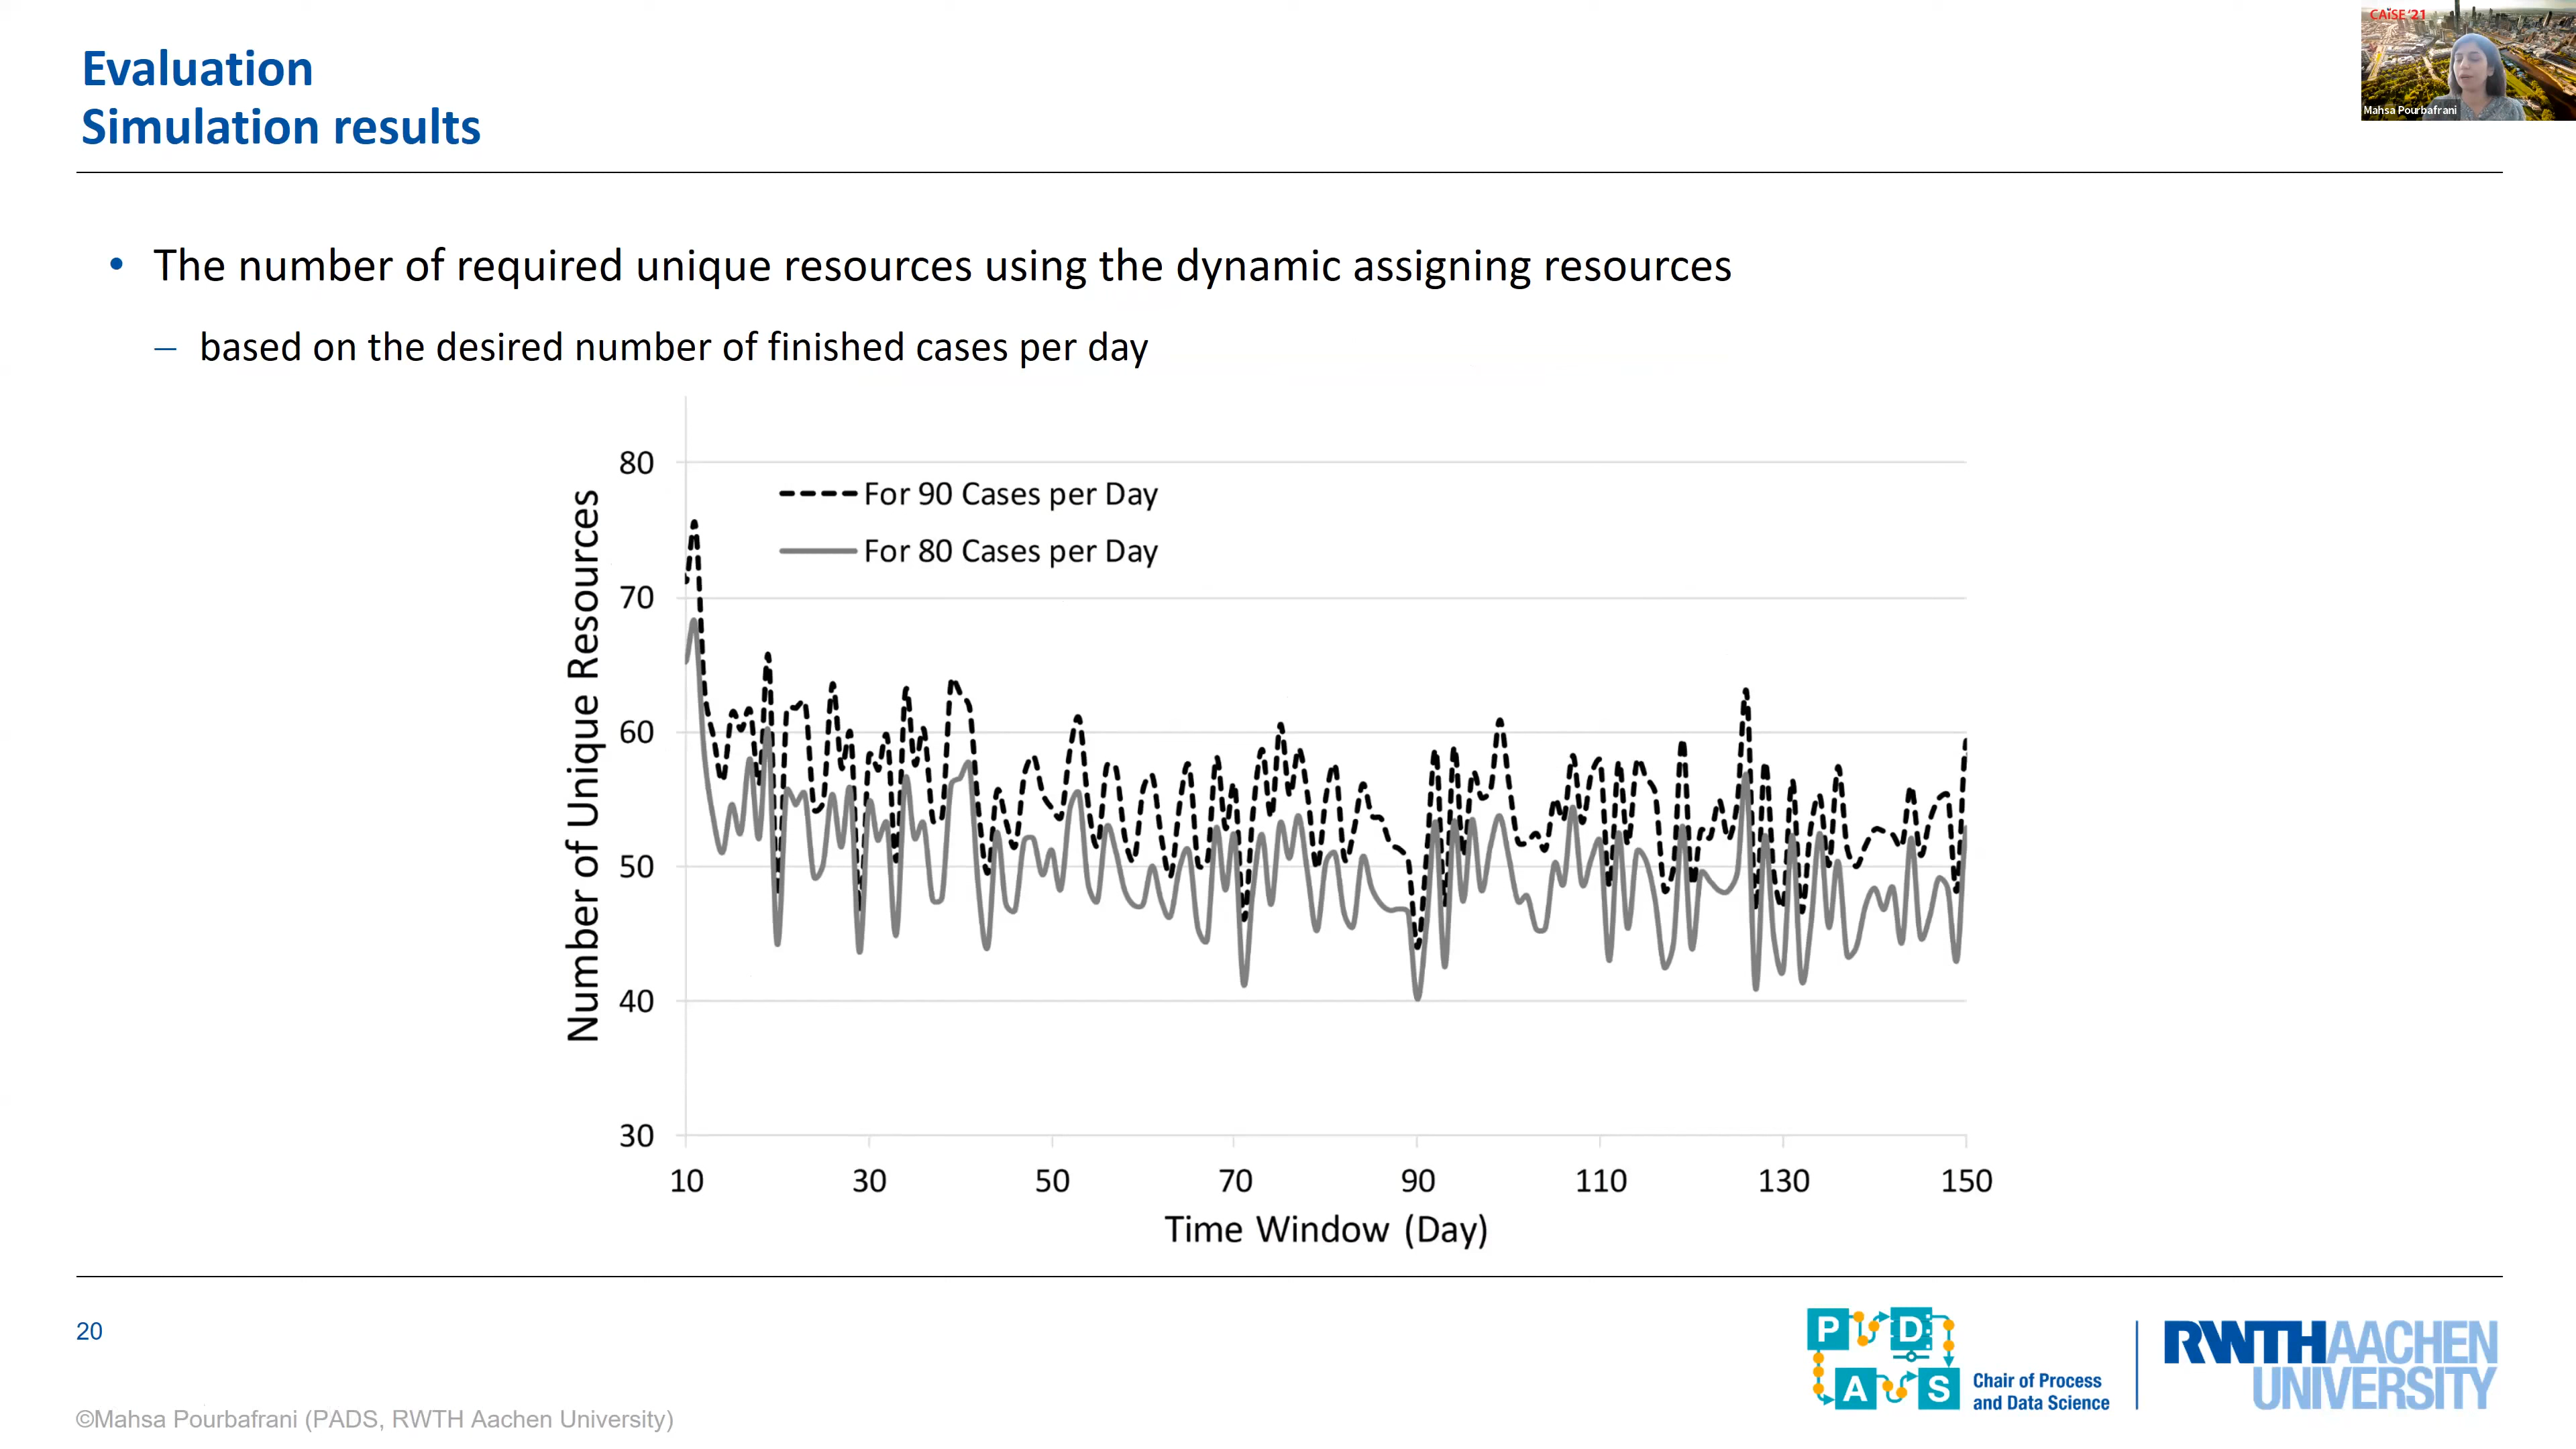 Evaluation
Simulation results
CAiSE '21
Mahsa Pourbafrani
• The number of required unique resources using the dynamic assigning resources
– based on the desired number of finished cases per day
Number of Unique Resources
80
70
60
50
40
30
For 90 Cases per Day
For 80 Cases per Day
10 30 50 70 90 110 130 150
Time Window (Day)
20
©Mahsa Pourbafrani (PADS, RWTH Aachen University)
P D
A S
Chair of Process
and Data Science
RWTHAACHEN
UNIVERSITY